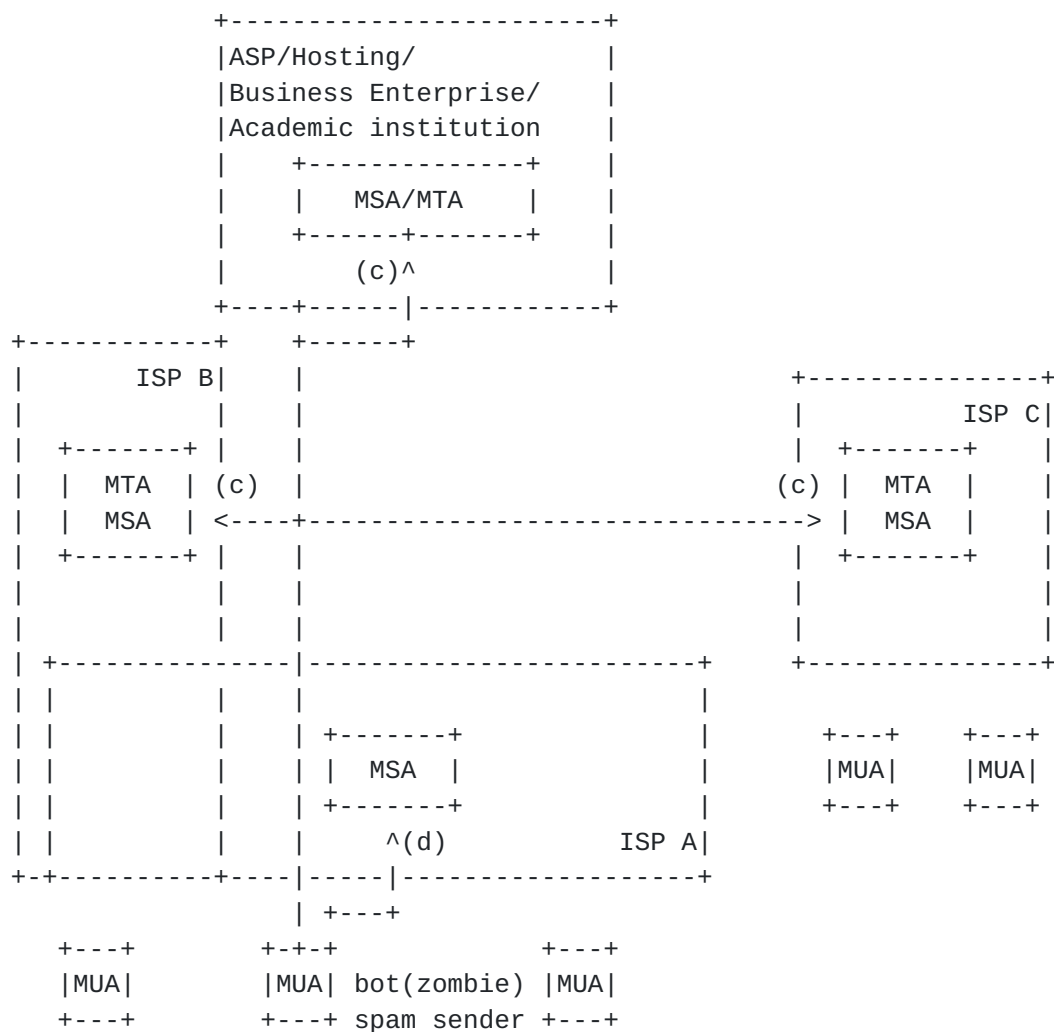 ASP/Hosting/
Business Enterprise/
Academic institution
MSA/MTA
(c)^
ISP B
ISP C
MTA (c) (c) MTA
MSA <----+---------------------------------> MSA
MSA MUA MUA
^(d) ISP A
MUA MUA bot(zombie) MUA
spam sender